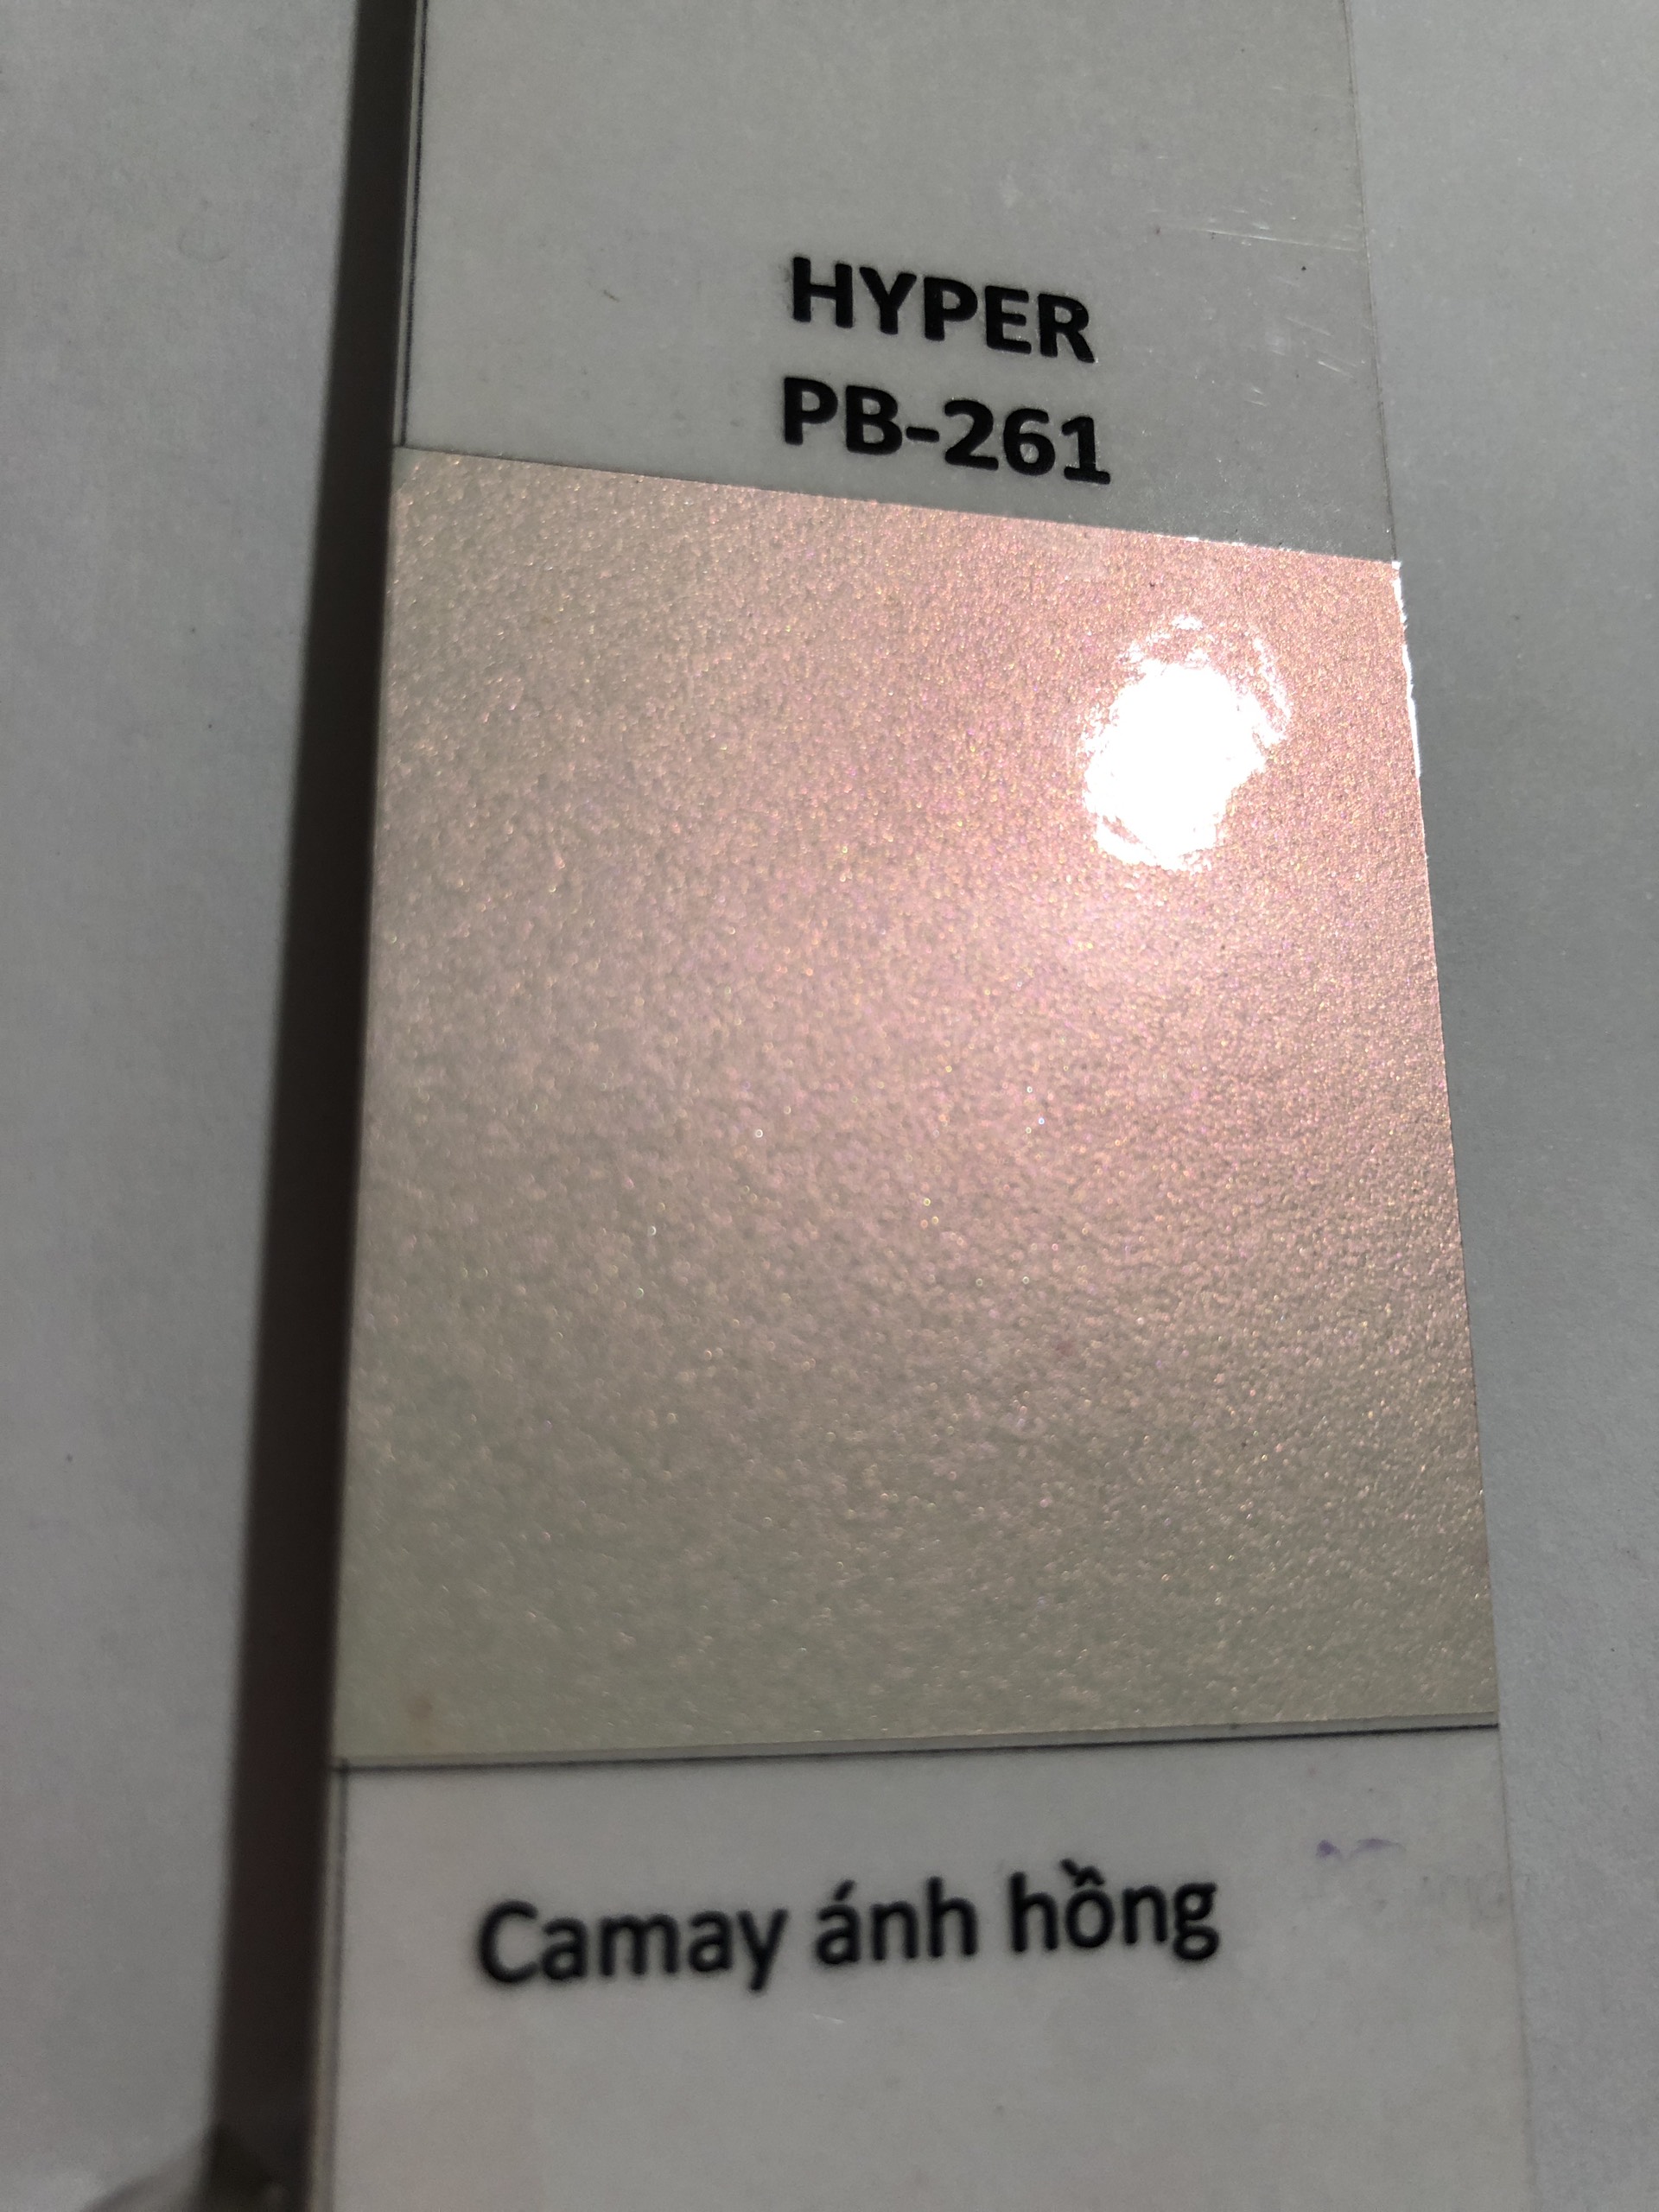 HYPER
PB-261
Camay ánh hồng